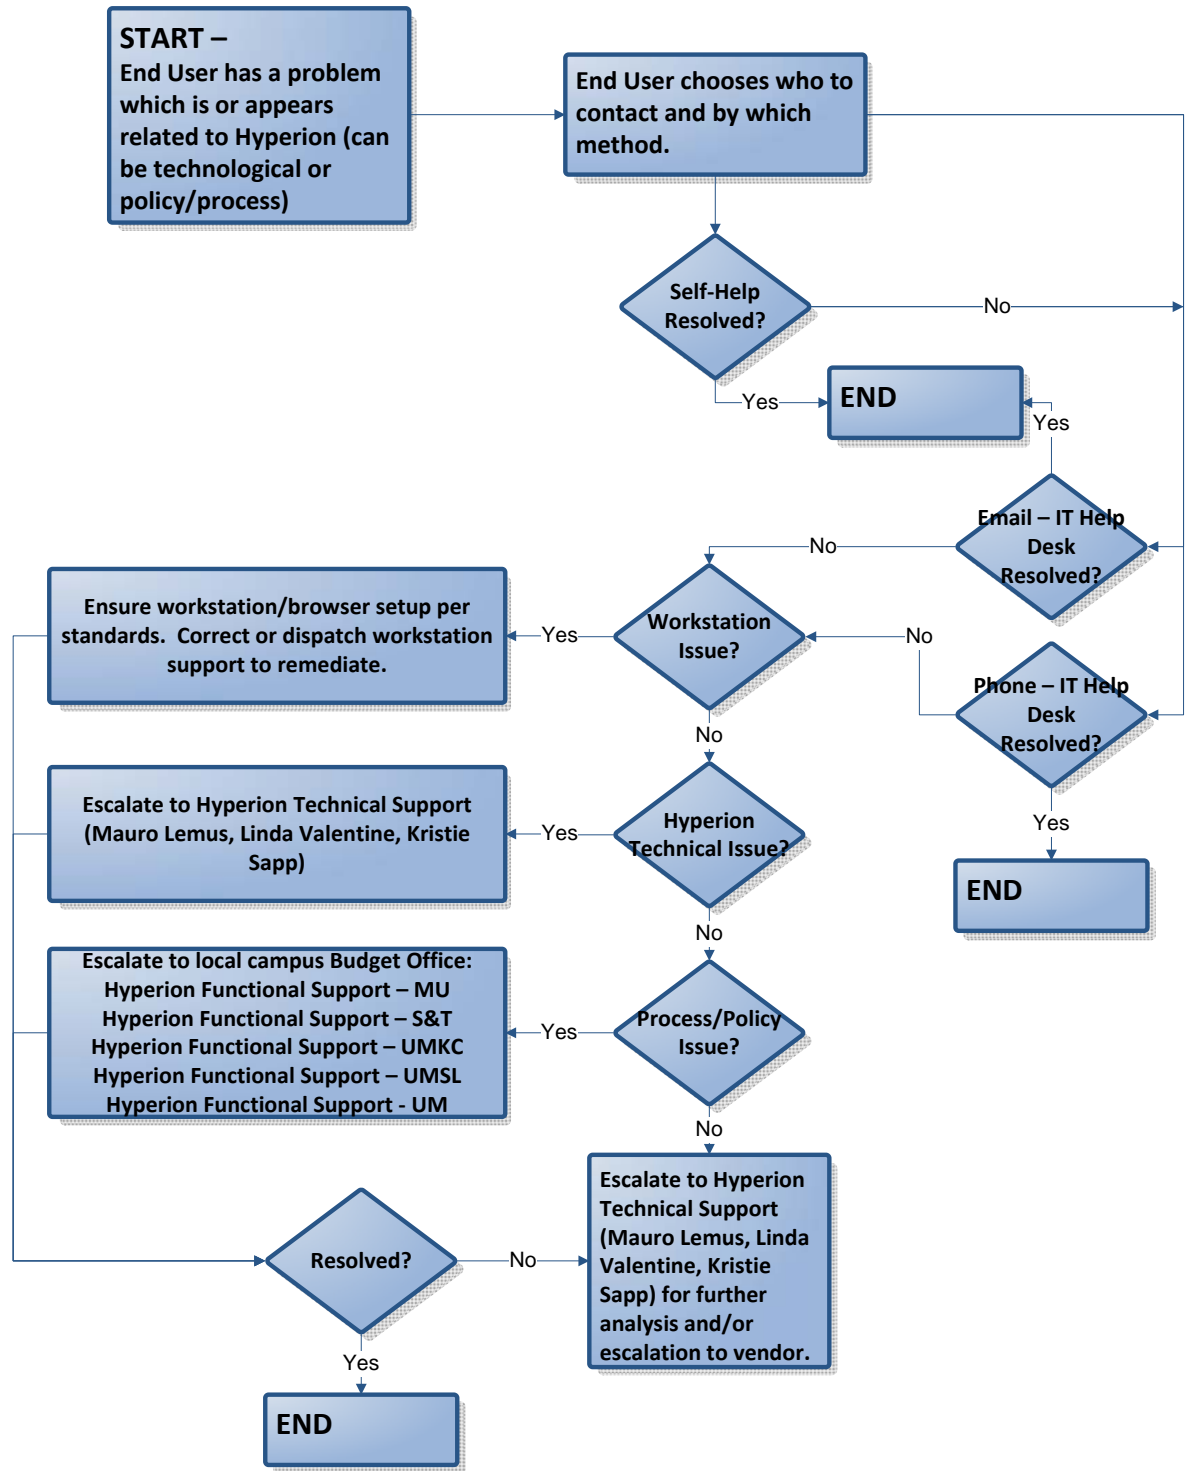 START –
End User has a problem
which is or appears
related to Hyperion (can
be technological or
policy/process)
End User chooses who to
contact and by which
method.
Self-Help
Resolved?
No
Yes
END
Yes
Email – IT Help
Desk
Resolved?
No
Workstation
Issue?
Yes
Ensure workstation/browser setup per
standards.  Correct or dispatch workstation
support to remediate.
No
Phone – IT Help
Desk
Resolved?
Yes
END
No
Hyperion
Technical Issue?
Yes
Escalate to Hyperion Technical Support
(Mauro Lemus, Linda Valentine, Kristie
Sapp)
No
Process/Policy
Issue?
Yes
Escalate to local campus Budget Office:
Hyperion Functional Support – MU
Hyperion Functional Support – S&T
Hyperion Functional Support – UMKC
Hyperion Functional Support – UMSL
Hyperion Functional Support - UM
No
Escalate to Hyperion
Technical Support
(Mauro Lemus, Linda
Valentine, Kristie
Sapp) for further
analysis and/or
escalation to vendor.
Resolved?
No
Yes
END